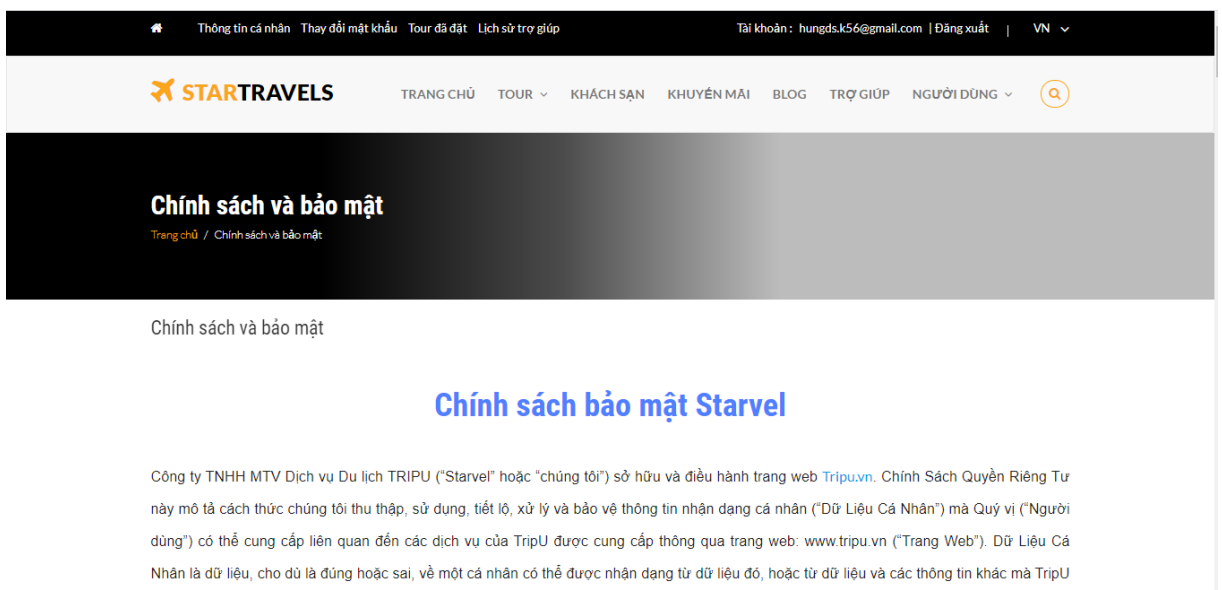 Thông tin cá nhân Thay đổi mật khẩu Tour đã đặt Lịch sử trợ giúp Tài khoản : hungds.k56@gmail.com | Đăng xuất | VN
STARTRAVELS TRANG CHỦ TOUR KHÁCH SẠN KHUYẾN MÃI BLOG TRỢ GIÚP NGƯỜI DÙNG
Chính sách và bảo mật
Trang chủ / Chính sách và bảo mật
Chính sách và bảo mật
Chính sách bảo mật Starvel
Công ty TNHH MTV Dịch vụ Du lịch TRIPU (“Starvel” hoặc “chúng tôi”) sở hữu và điều hành trang web Tripu.vn. Chính Sách Quyền Riêng Tư
này mô tả cách thức chúng tôi thu thập, sử dụng, tiết lộ, xử lý và bảo vệ thông tin nhận dạng cá nhân (“Dữ Liệu Cá Nhân”) mà Quý vị (“Người
dùng”) có thể cung cấp liên quan đến các dịch vụ của TripU được cung cấp thông qua trang web: www.tripu.vn (“Trang Web”). Dữ Liệu Cá
Nhân là dữ liệu, cho dù là đúng hoặc sai, về một cá nhân có thể được nhận dạng từ dữ liệu đó, hoặc từ dữ liệu và các thông tin khác mà TripU